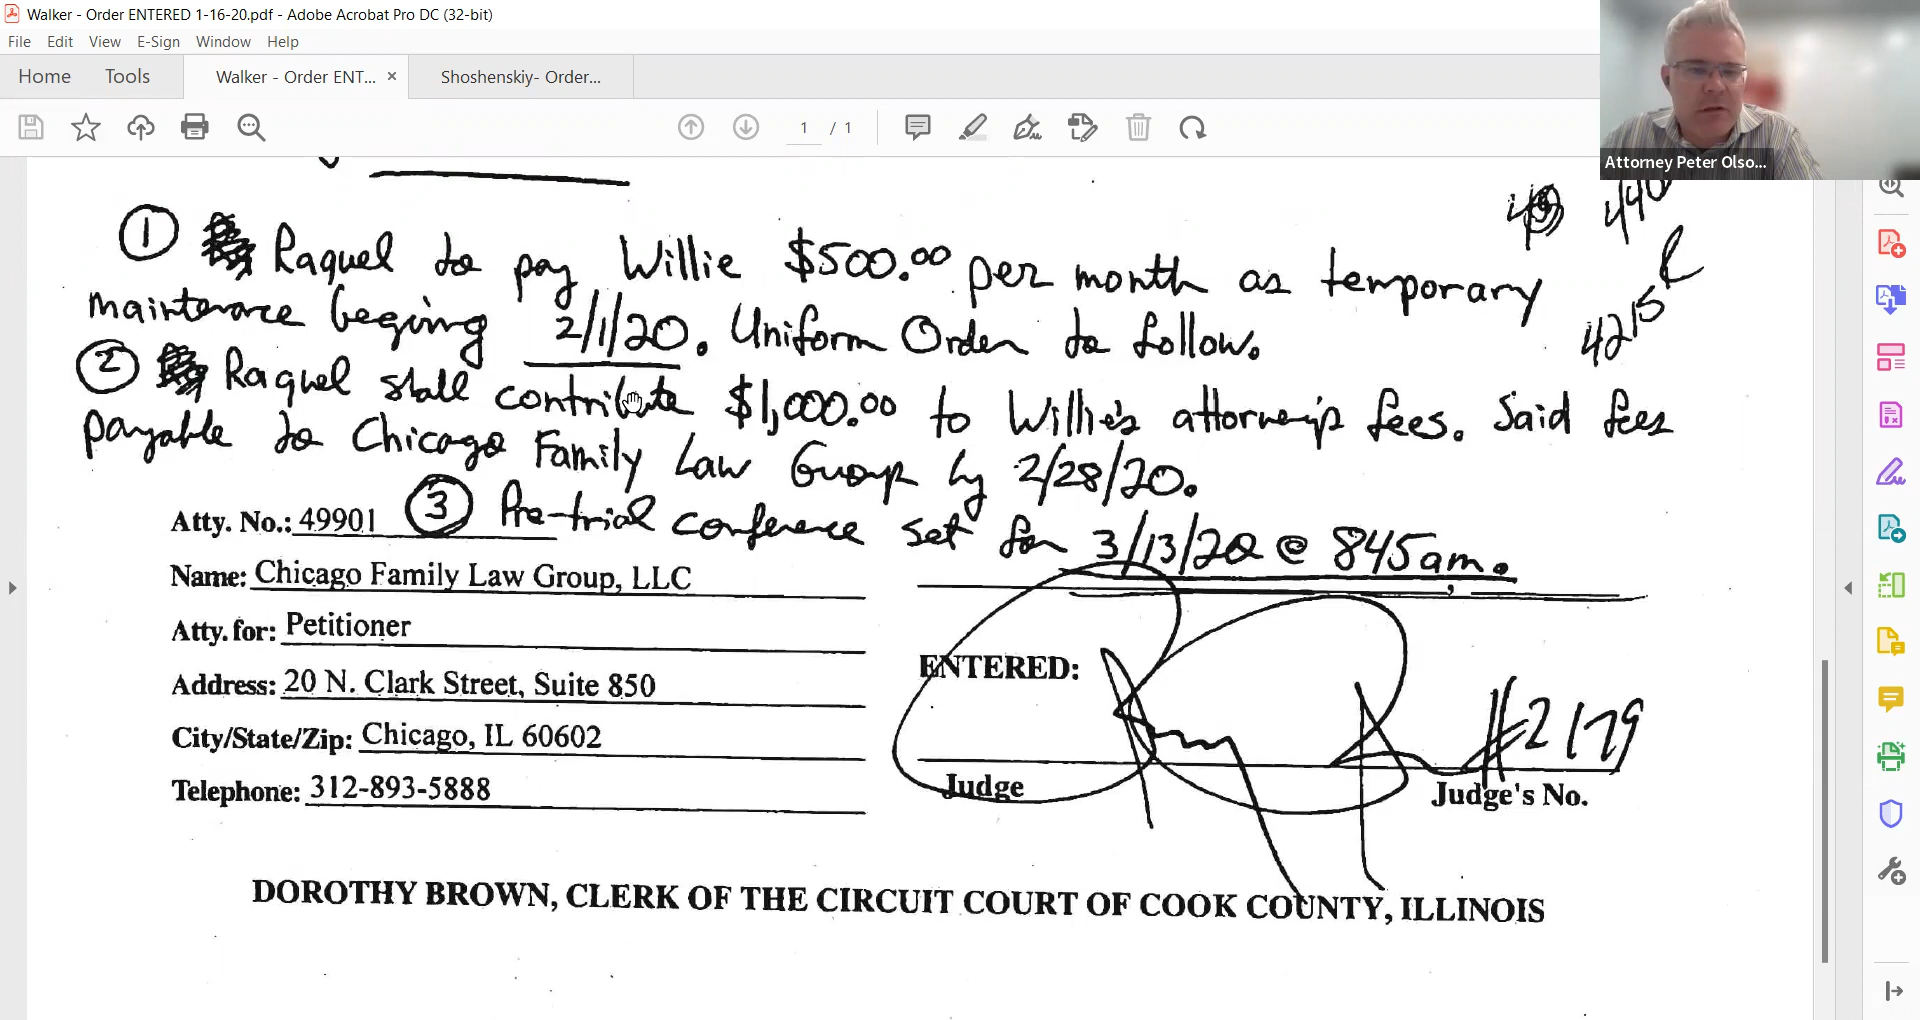 Walker - Order ENTERED 1-16-20.pdf - Adobe Acrobat Pro DC (32-bit)
File Edit View E-Sign Window Help
Home Tools Walker - Order ENT... × Shoshenskiy- Order...
1 / 1
Attorney Peter Olso...
① Raquel to pay Willie $500.00 per month as temporary
maintenance begining 2/1/20. Uniform Order to follow.
4215
② Raquel shall contribute $1,000.00 to Willie's attorney's fees. Said fees
payable to Chicago Family Law Group by 2/28/20.
③ Pre-trial conference set for 3/13/20 @ 845am.
Atty. No.: 49901
Name: Chicago Family Law Group, LLC
Atty. for: Petitioner
Address: 20 N. Clark Street, Suite 850
City/State/Zip: Chicago, IL 60602
Telephone: 312-893-5888
ENTERED:
#2179
Judge Judge's No.
DOROTHY BROWN, CLERK OF THE CIRCUIT COURT OF COOK COUNTY, ILLINOIS